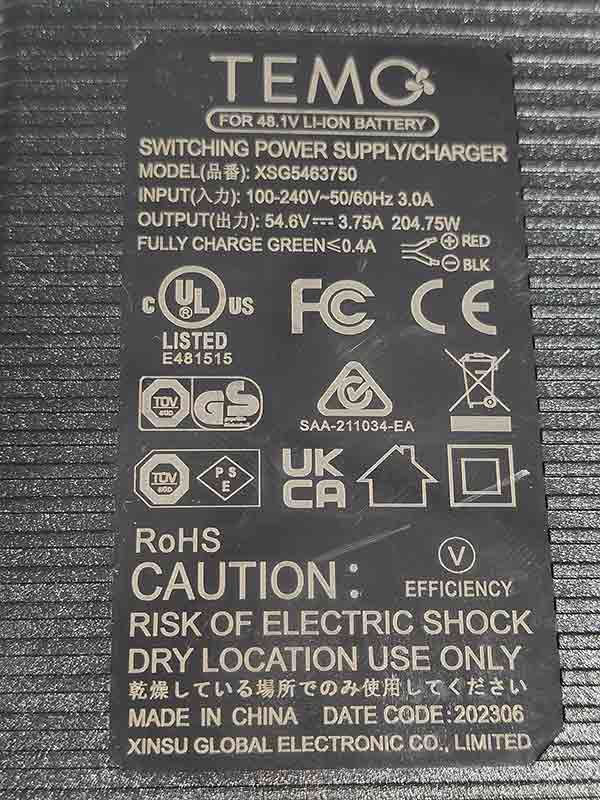 TEMO
FOR 48.1V LI-ION BATTERY
SWITCHING POWER SUPPLY/CHARGER
MODEL(品番): XSG5463750
INPUT(入力): 100-240V~50/60Hz 3.0A
OUTPUT(出力): 54.6V⎓3.75A 204.75W
FULLY CHARGE GREEN≤0.4A
+ RED
- BLK
c UL US
®
LISTED
E481515
FC
CE
TÜV
SÜD
GS
SAA-211034-EA
TÜV
SÜD
P S
E
UK
CA
RoHS
V
EFFICIENCY
CAUTION:
RISK OF ELECTRIC SHOCK
DRY LOCATION USE ONLY
乾燥している場所でのみ使用してください
MADE IN CHINA DATE CODE:202306
XINSU GLOBAL ELECTRONIC CO., LIMITED